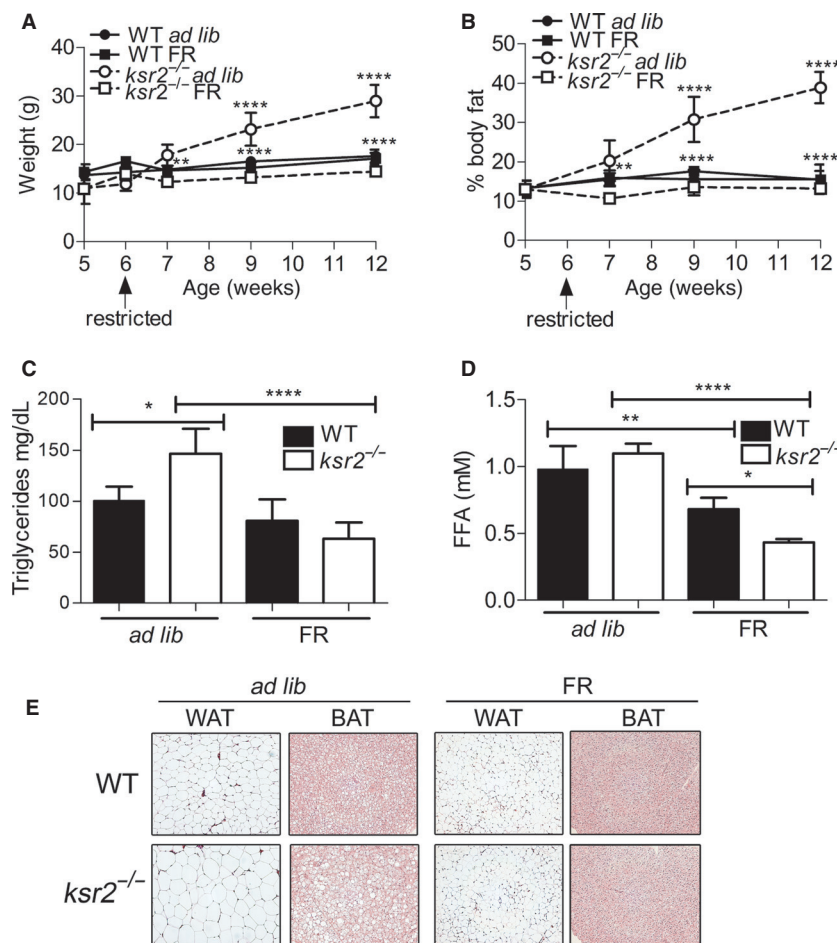 A
WT ad lib
WT FR
ksr2−/− ad lib
ksr2−/− FR
Weight (g)
40
30
20
10
0
**
****
****
****
****
5 6 7 8 9 10 11 12
Age (weeks)
restricted
B
WT ad lib
WT FR
ksr2−/− ad lib
ksr2−/− FR
% body fat
50
40
30
20
10
0
**
****
****
****
****
5 6 7 8 9 10 11 12
Age (weeks)
restricted
C
Triglycerides mg/dL
200
150
100
50
0
*
****
WT
ksr2−/−
ad lib FR
D
FFA (mM)
1.5
1.0
0.5
0.0
****
**
*
WT
ksr2−/−
ad lib FR
E
ad lib FR
WAT BAT WAT BAT
WT
ksr2−/−